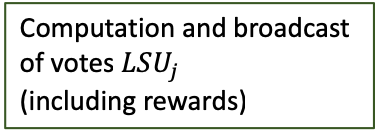 Computation and broadcast
of votes LSUⱼ
(including rewards)